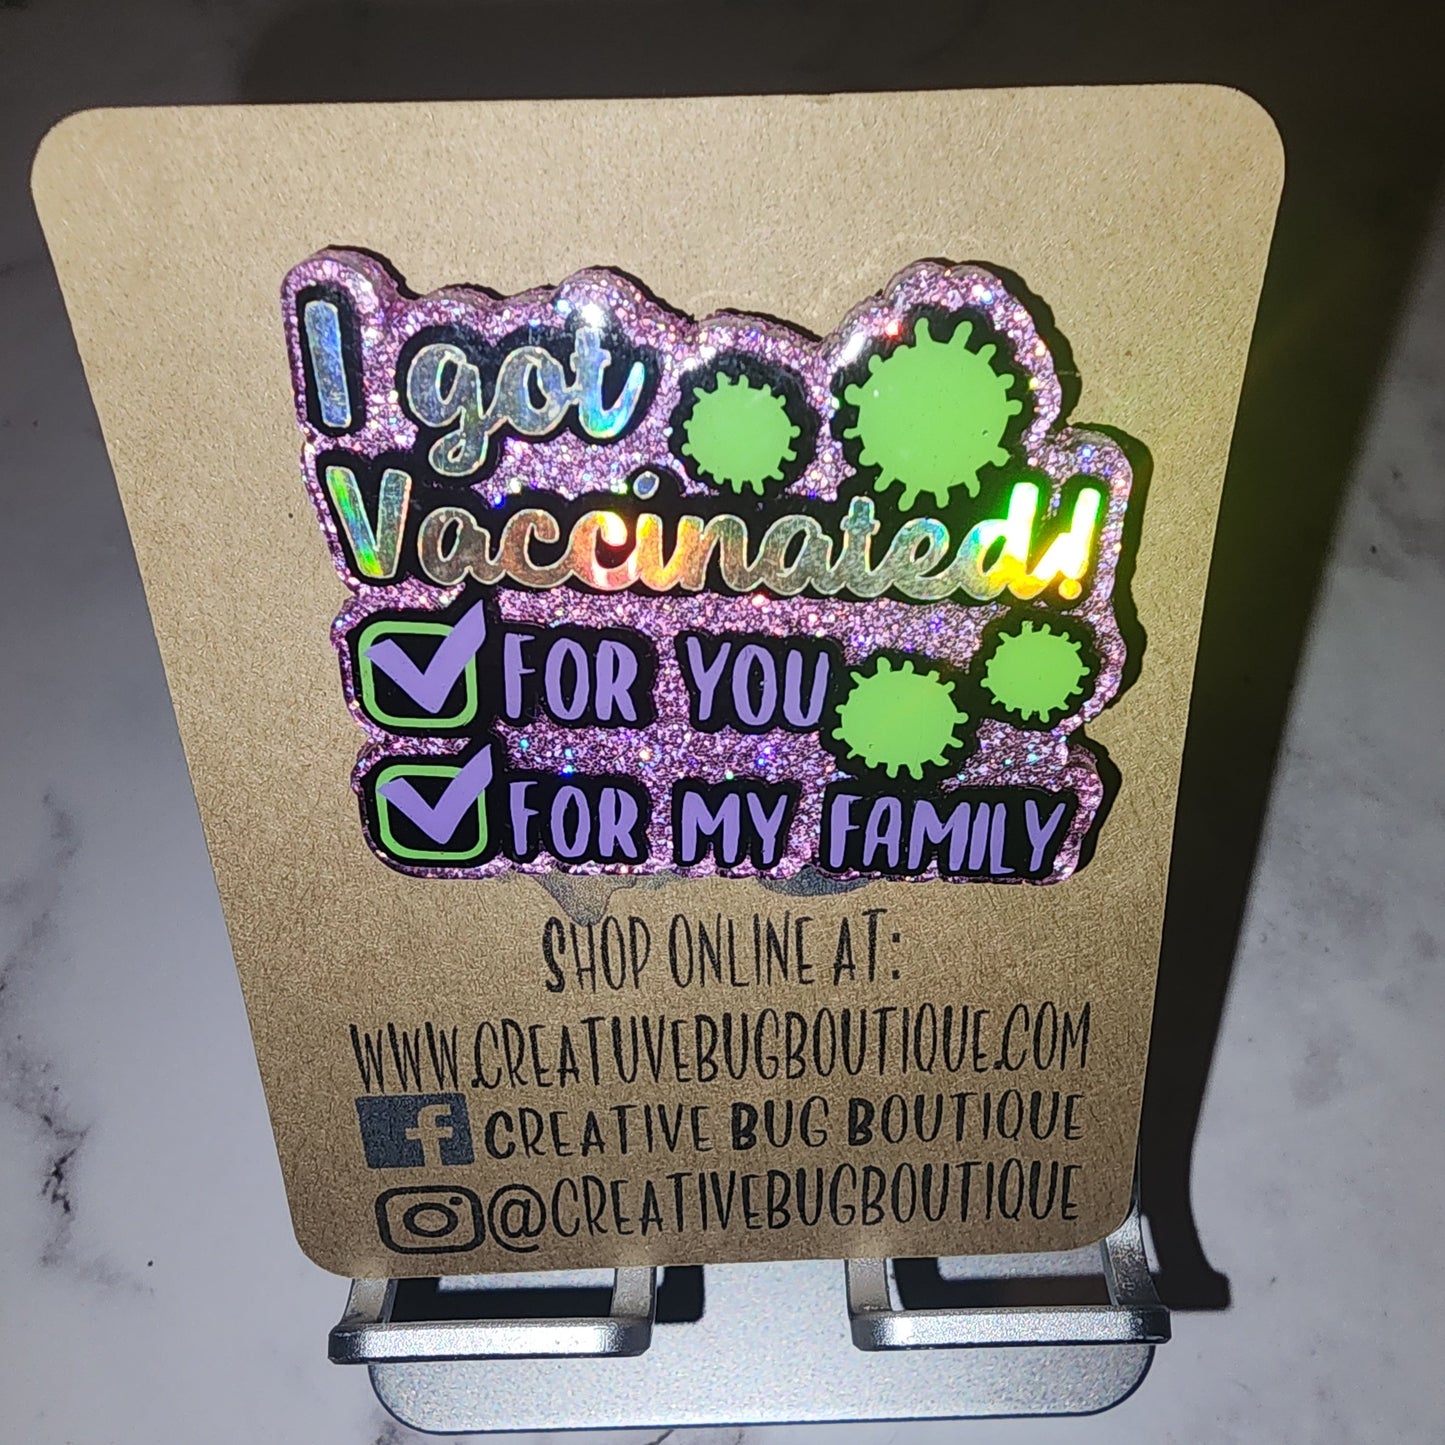 I got
Vaccinated!
FOR YOU
FOR MY FAMILY
SHOP ONLINE AT:
WWW.CREATUVEBUGBOUTIQUE.COM
f CREATIVE BUG BOUTIQUE
@CREATIVEBUGBOUTIQUE